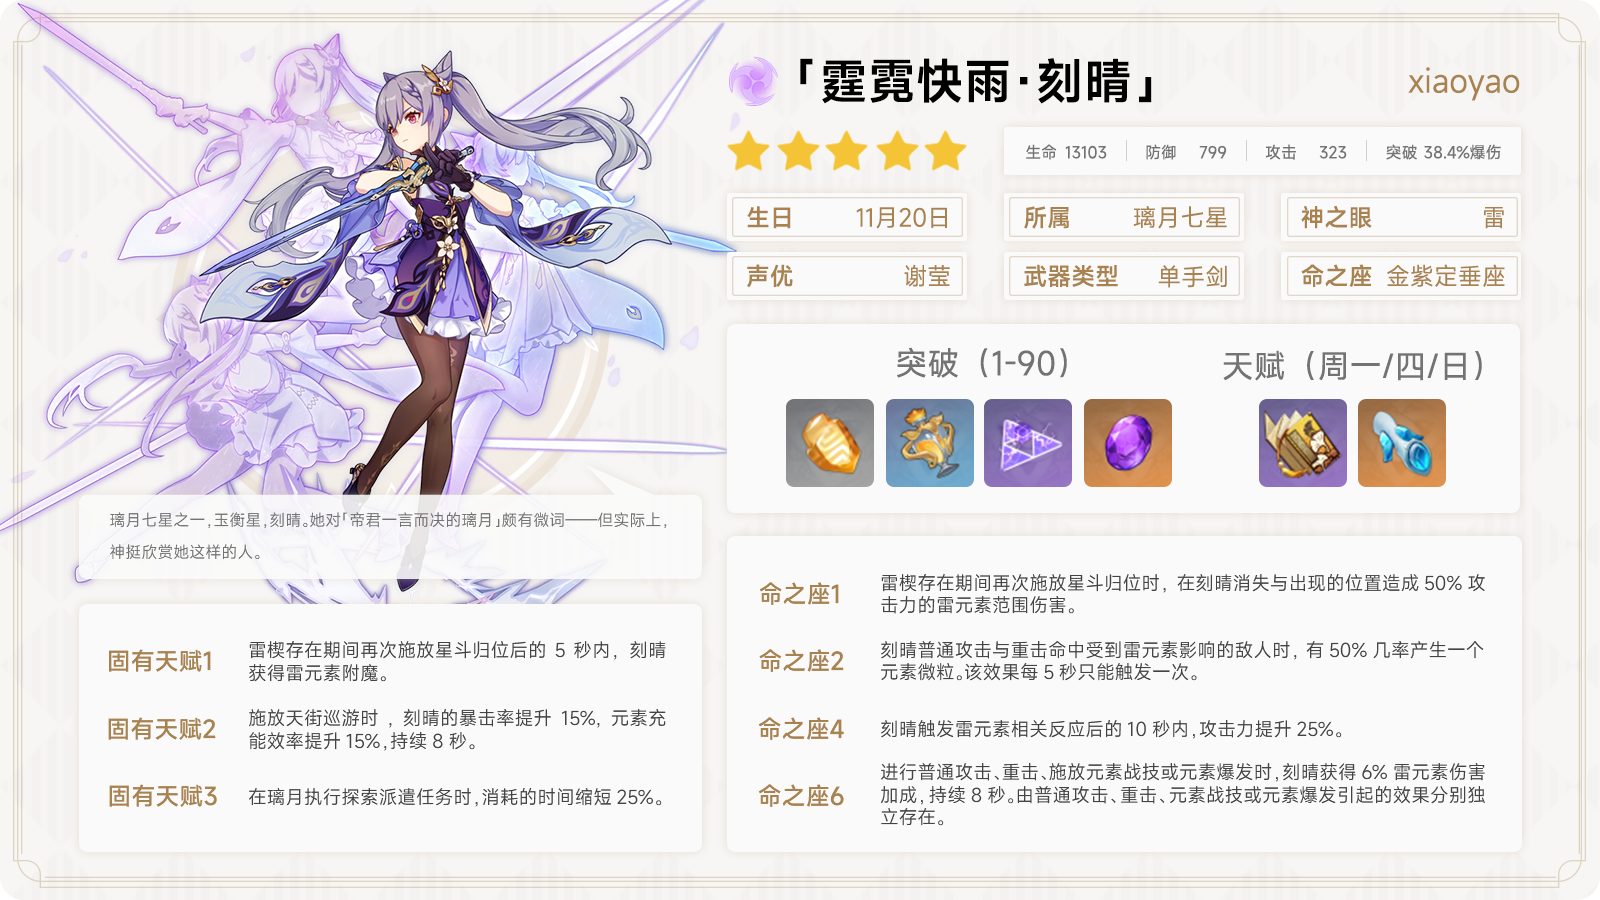 「霆霓快雨·刻晴」
xiaoyao
生命 13103 防御 799 攻击 323 突破 38.4%爆伤
生日 11月20日 所属 璃月七星 神之眼 雷
声优 谢莹 武器类型 单手剑 命之座 金紫定垂座
突破（1-90） 天赋（周一/四/日）
璃月七星之一，玉衡星，刻晴。她对「帝君一言而决的璃月」颇有微词——但实际上，
神挺欣赏她这样的人。
固有天赋1
雷楔存在期间再次施放星斗归位后的 5 秒内， 刻晴
获得雷元素附魔。
固有天赋2
施放天街巡游时 ，刻晴的暴击率提升 15%, 元素充
能效率提升 15%，持续 8 秒。
固有天赋3
在璃月执行探索派遣任务时，消耗的时间缩短 25%。
命之座1
雷楔存在期间再次施放星斗归位时， 在刻晴消失与出现的位置造成 50% 攻
击力的雷元素范围伤害。
命之座2
刻晴普通攻击与重击命中受到雷元素影响的敌人时，有 50% 几率产生一个
元素微粒。该效果每 5 秒只能触发一次。
命之座4
刻晴触发雷元素相关反应后的 10 秒内，攻击力提升 25%。
命之座6
进行普通攻击、重击、施放元素战技或元素爆发时，刻晴获得 6% 雷元素伤害
加成，持续 8 秒。由普通攻击、重击、元素战技或元素爆发引起的效果分别独
立存在。